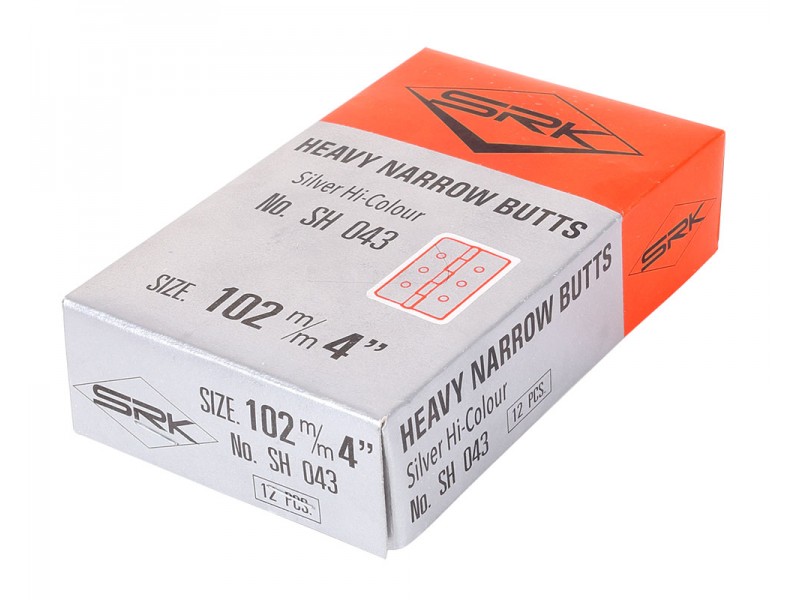 SRK
HEAVY NARROW BUTTS
Silver Hi-Colour
No. SH 043
SIZE. 102 m/m 4”
SRK
SIZE. 102 m/m 4”
No. SH 043
12 PCS.
SRK
HEAVY NARROW BUTTS
Silver Hi-Colour
No. SH 043
12 PCS.